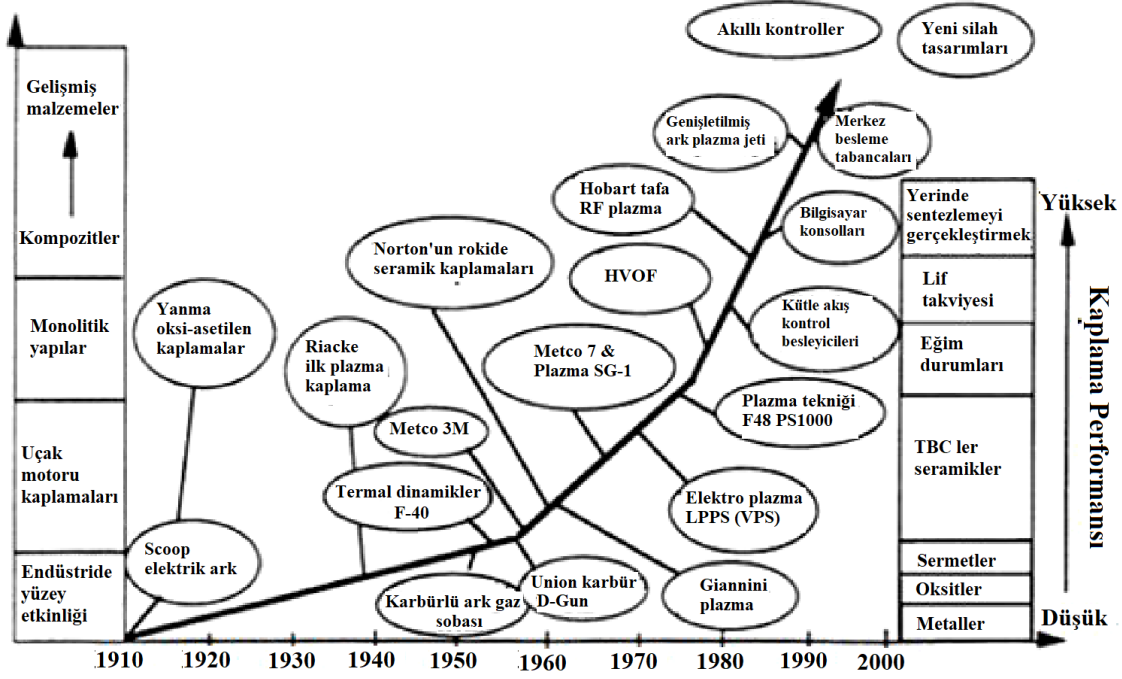 Akıllı kontroller
Yeni silah
tasarımları
Gelişmiş
malzemeler
Kompozitler
Monolitik
yapılar
Uçak
motoru
kaplamaları
Endüstride
yüzey
etkinliği
Yanma
oksi-asetilen
kaplamalar
Scoop
elektrik ark
Riacke
ilk plazma
kaplama
Metco 3M
Termal dinamikler
F-40
Karbürlü ark gaz
sobası
Norton'un rokide
seramik kaplamaları
Union karbür
D-Gun
Metco 7 &
Plazma SG-1
Giannini
plazma
Elektro plazma
LPPS (VPS)
Plazma tekniği
F48 PS1000
HVOF
Hobart tafa
RF plazma
Kütle akış
kontrol
besleyicileri
Bilgisayar
konsolları
Genişletilmiş
ark plazma jeti
Merkez
besleme
tabancaları
Yerinde
sentezlemeyi
gerçekleştirmek
Lif
takviyesi
Eğim
durumları
TBC ler
seramikler
Sermetler
Oksitler
Metaller
Yüksek
Kaplama Performansı
Düşük
1910 1920 1930 1940 1950 1960 1970 1980 1990 2000